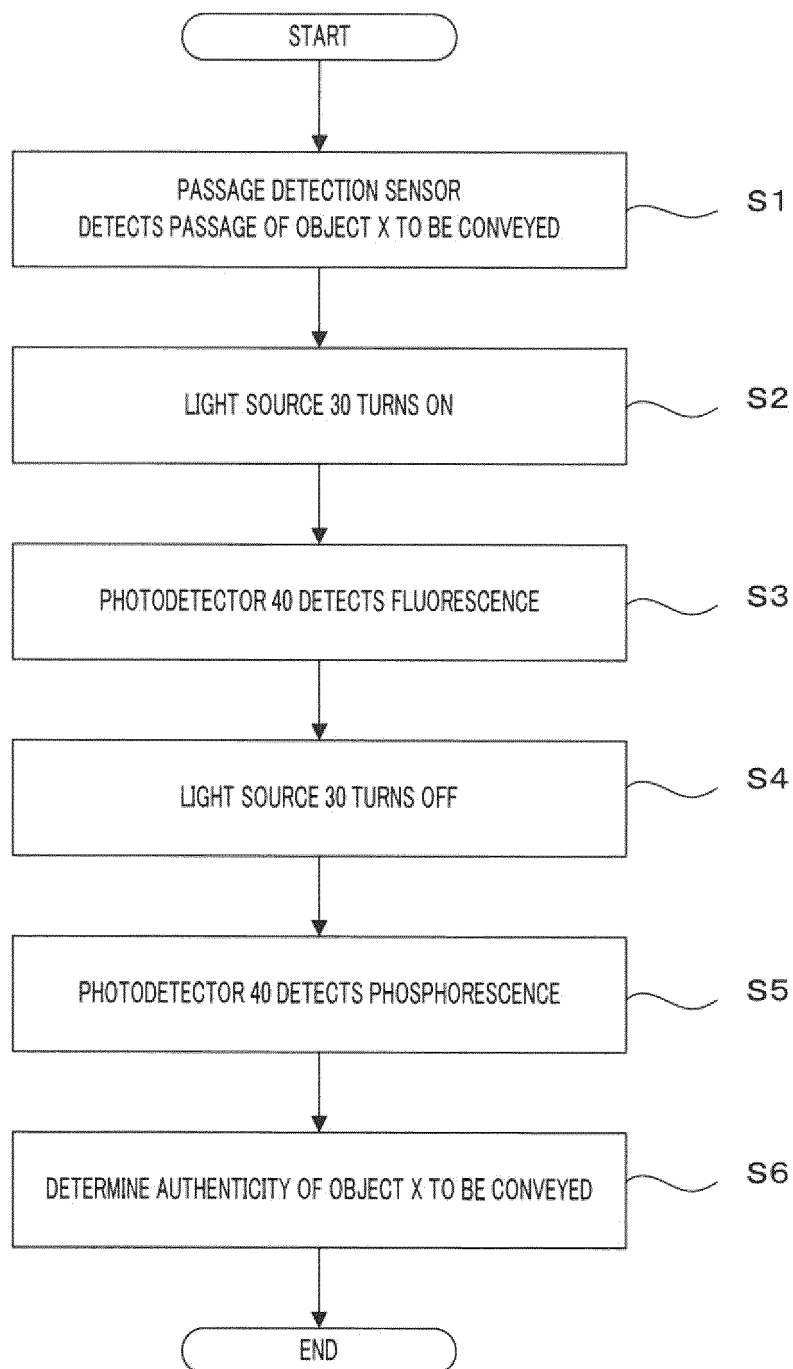 START
PASSAGE DETECTION SENSOR
DETECTS PASSAGE OF OBJECT X TO BE CONVEYED
S1
LIGHT SOURCE 30 TURNS ON
S2
PHOTODETECTOR 40 DETECTS FLUORESCENCE
S3
LIGHT SOURCE 30 TURNS OFF
S4
PHOTODETECTOR 40 DETECTS PHOSPHORESCENCE
S5
DETERMINE AUTHENTICITY OF OBJECT X TO BE CONVEYED
S6
END